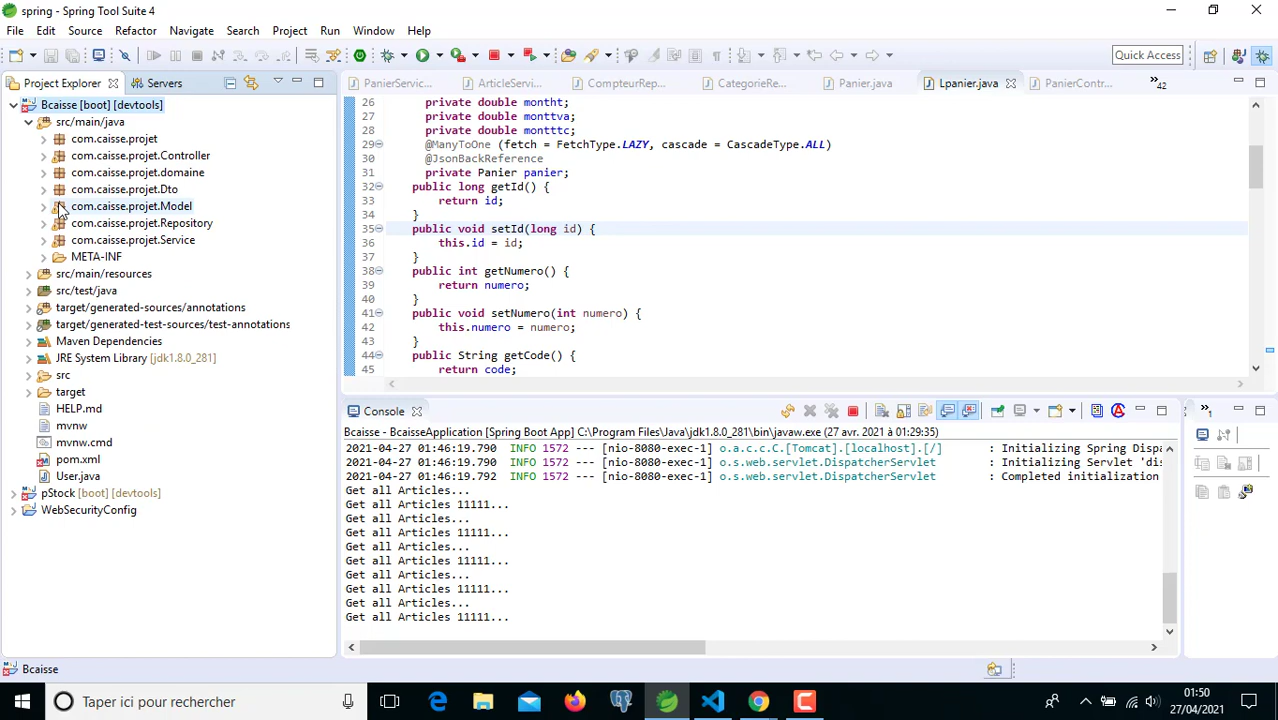 spring - Spring Tool Suite 4
File Edit Source Refactor Navigate Search Project Run Window Help
Quick Access
Project Explorer Servers
PanierServic... ArticleServi... CompteurRep... CategorieRe... Panier.java Lpanier.java PanierContr... »42
Bcaisse [boot] [devtools]
src/main/java
com.caisse.projet
com.caisse.projet.Controller
com.caisse.projet.domaine
com.caisse.projet.Dto
com.caisse.projet.Model
com.caisse.projet.Repository
com.caisse.projet.Service
META-INF
src/main/resources
src/test/java
target/generated-sources/annotations
target/generated-test-sources/test-annotations
Maven Dependencies
JRE System Library [jdk1.8.0_281]
src
target
HELP.md
mvnw
mvnw.cmd
pom.xml
User.java
pStock [boot] [devtools]
WebSecurityConfig
26 private double montht;
27 private double monttva;
28 private double monttc;
29 @ManyToOne (fetch = FetchType.LAZY, cascade = CascadeType.ALL)
30 @JsonBackReference
31 private Panier panier;
32 public long getId() {
33 return id;
34 }
35 public void setId(long id) {
36 this.id = id;
37 }
38 public int getNumero() {
39 return numero;
40 }
41 public void setNumero(int numero) {
42 this.numero = numero;
43 }
44 public String getCode() {
45 return code;
Console
»1
Bcaisse - BcaisseApplication [Spring Boot App] C:\Program Files\Java\jdk1.8.0_281\bin\javaw.exe (27 avr. 2021 à 01:29:35)
2021-04-27 01:46:19.790 INFO 1572 --- [nio-8080-exec-1] o.a.c.c.C.[Tomcat].[localhost].[/] : Initializing Spring Dispa
2021-04-27 01:46:19.790 INFO 1572 --- [nio-8080-exec-1] o.s.web.servlet.DispatcherServlet : Initializing Servlet 'dis
2021-04-27 01:46:19.792 INFO 1572 --- [nio-8080-exec-1] o.s.web.servlet.DispatcherServlet : Completed initialization
Get all Articles...
Get all Articles 11111...
Get all Articles...
Get all Articles 11111...
Get all Articles...
Get all Articles 11111...
Get all Articles...
Get all Articles 11111...
Get all Articles...
Get all Articles 11111...
Bcaisse
Taper ici pour rechercher
01:50
27/04/2021